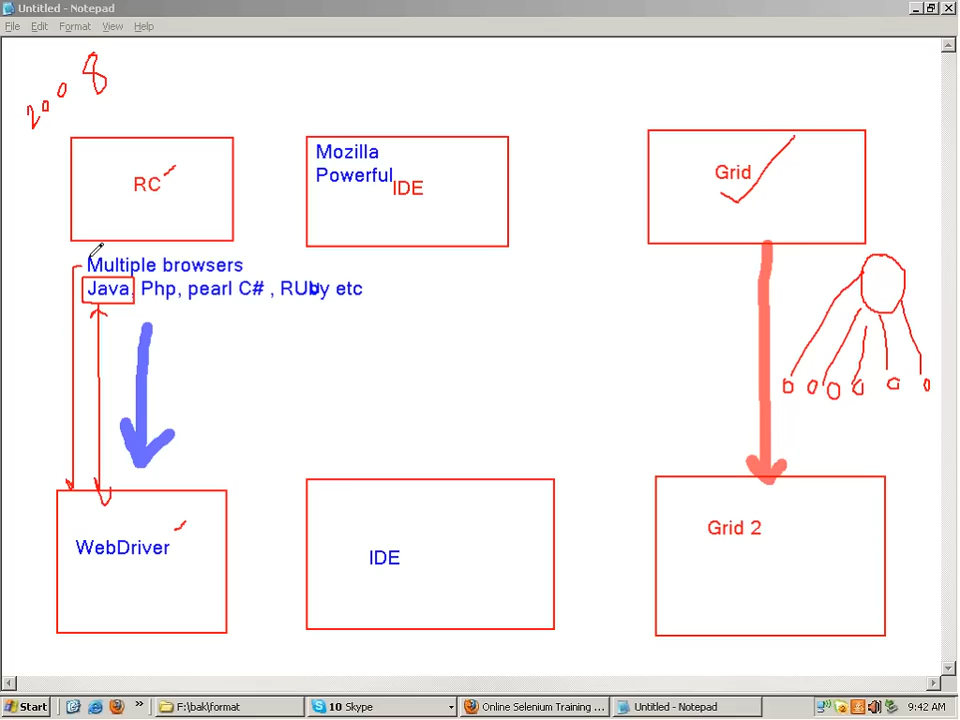 Untitled - Notepad
File Edit Format View Help
2008
RC
Mozilla
Powerful
IDE
Grid
Multiple browsers
Java, Php, pearl C# , RUby etc
WebDriver
IDE
Grid 2
Start
»
F:\bak\format
10 Skype
Online Selenium Training ...
Untitled - Notepad
9:42 AM